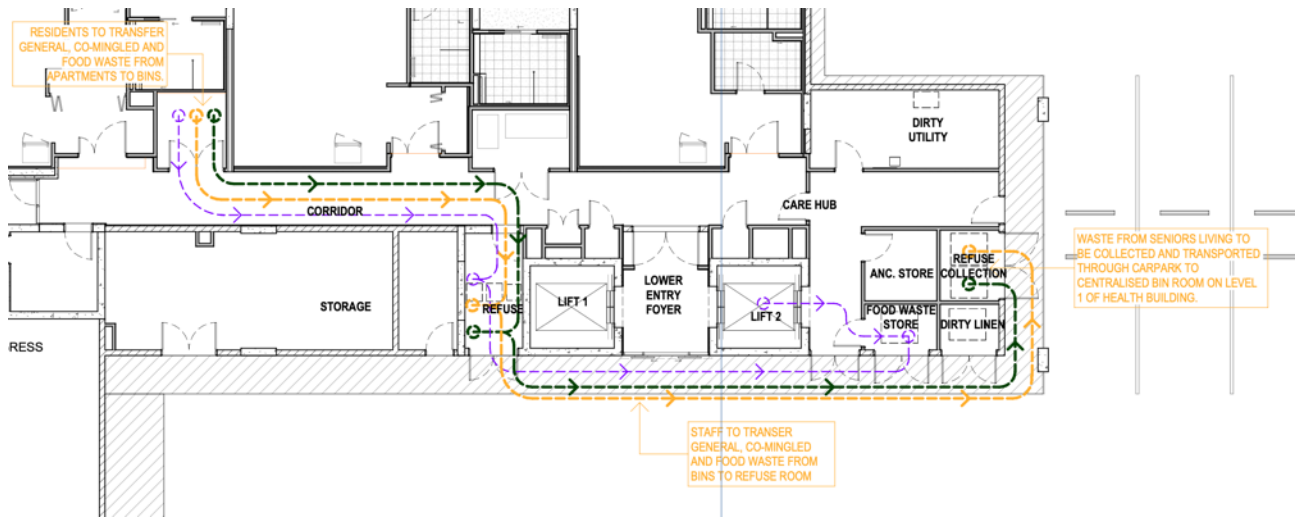 RESIDENTS TO TRANSFER
GENERAL, CO-MINGLED AND
FOOD WASTE FROM
APARTMENTS TO BINS.
DIRTY
UTILITY
CORRIDOR
CARE HUB
STORAGE
REFUSE
LIFT 1
LOWER
ENTRY
FOYER
LIFT 2
ANC. STORE
REFUSE
COLLECTION
FOOD WASTE
STORE
DIRTY LINEN
WASTE FROM SENIORS LIVING TO
BE COLLECTED AND TRANSPORTED
THROUGH CARPARK TO
CENTRALISED BIN ROOM ON LEVEL
1 OF HEALTH BUILDING.
RESS
STAFF TO TRANSER
GENERAL, CO-MINGLED
AND FOOD WASTE FROM
BINS TO REFUSE ROOM